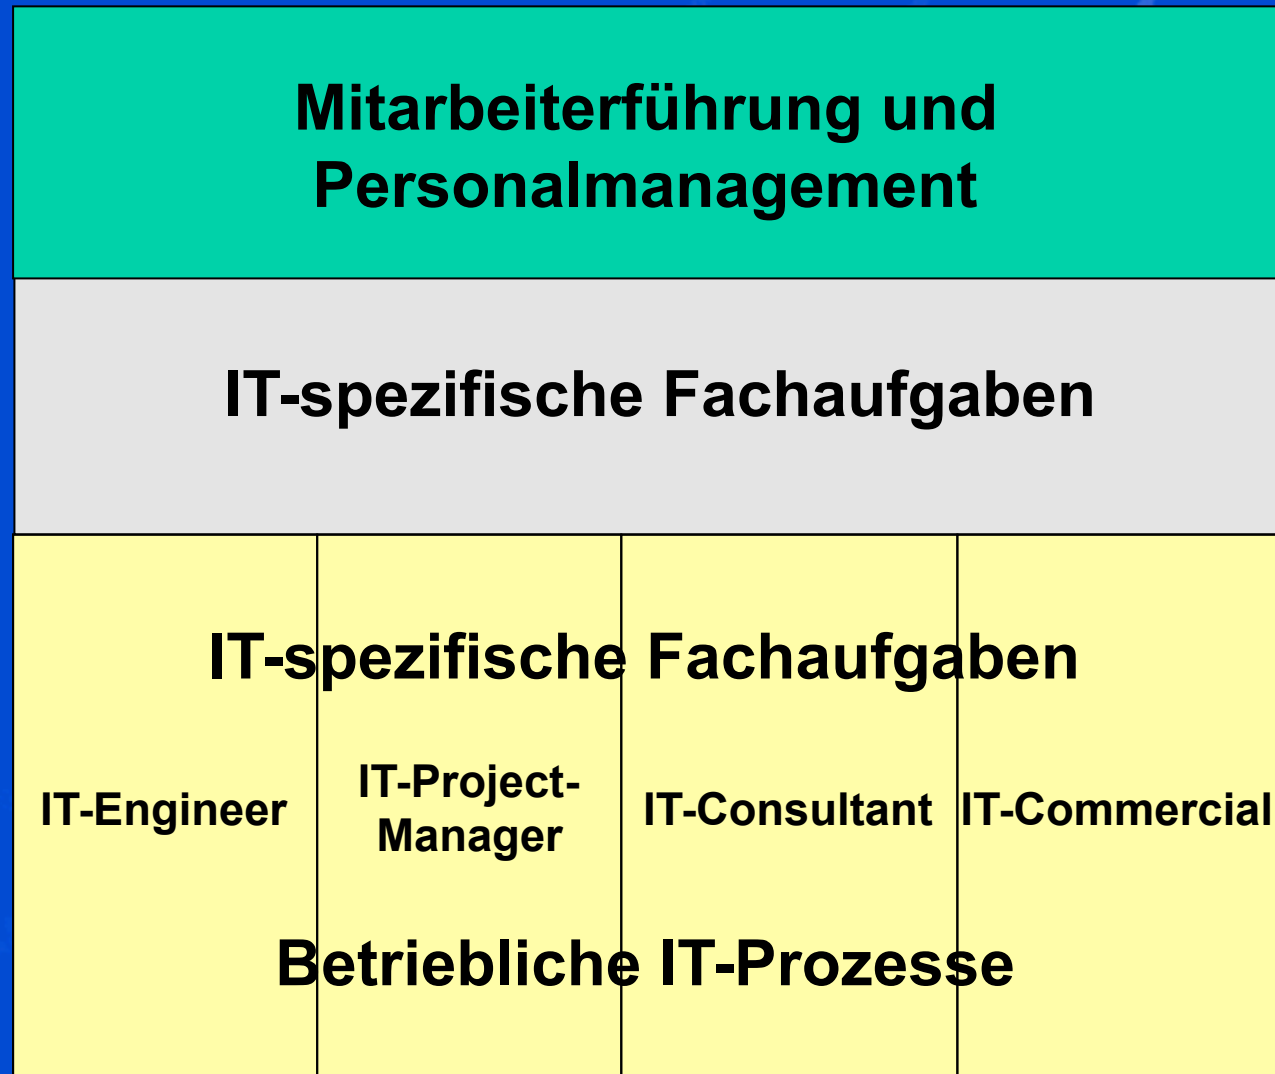 Mitarbeiterführung und
Personalmanagement
IT-spezifische Fachaufgaben
IT-spezifische Fachaufgaben
IT-Engineer
IT-Project-
Manager
IT-Consultant
IT-Commercial
Betriebliche IT-Prozesse